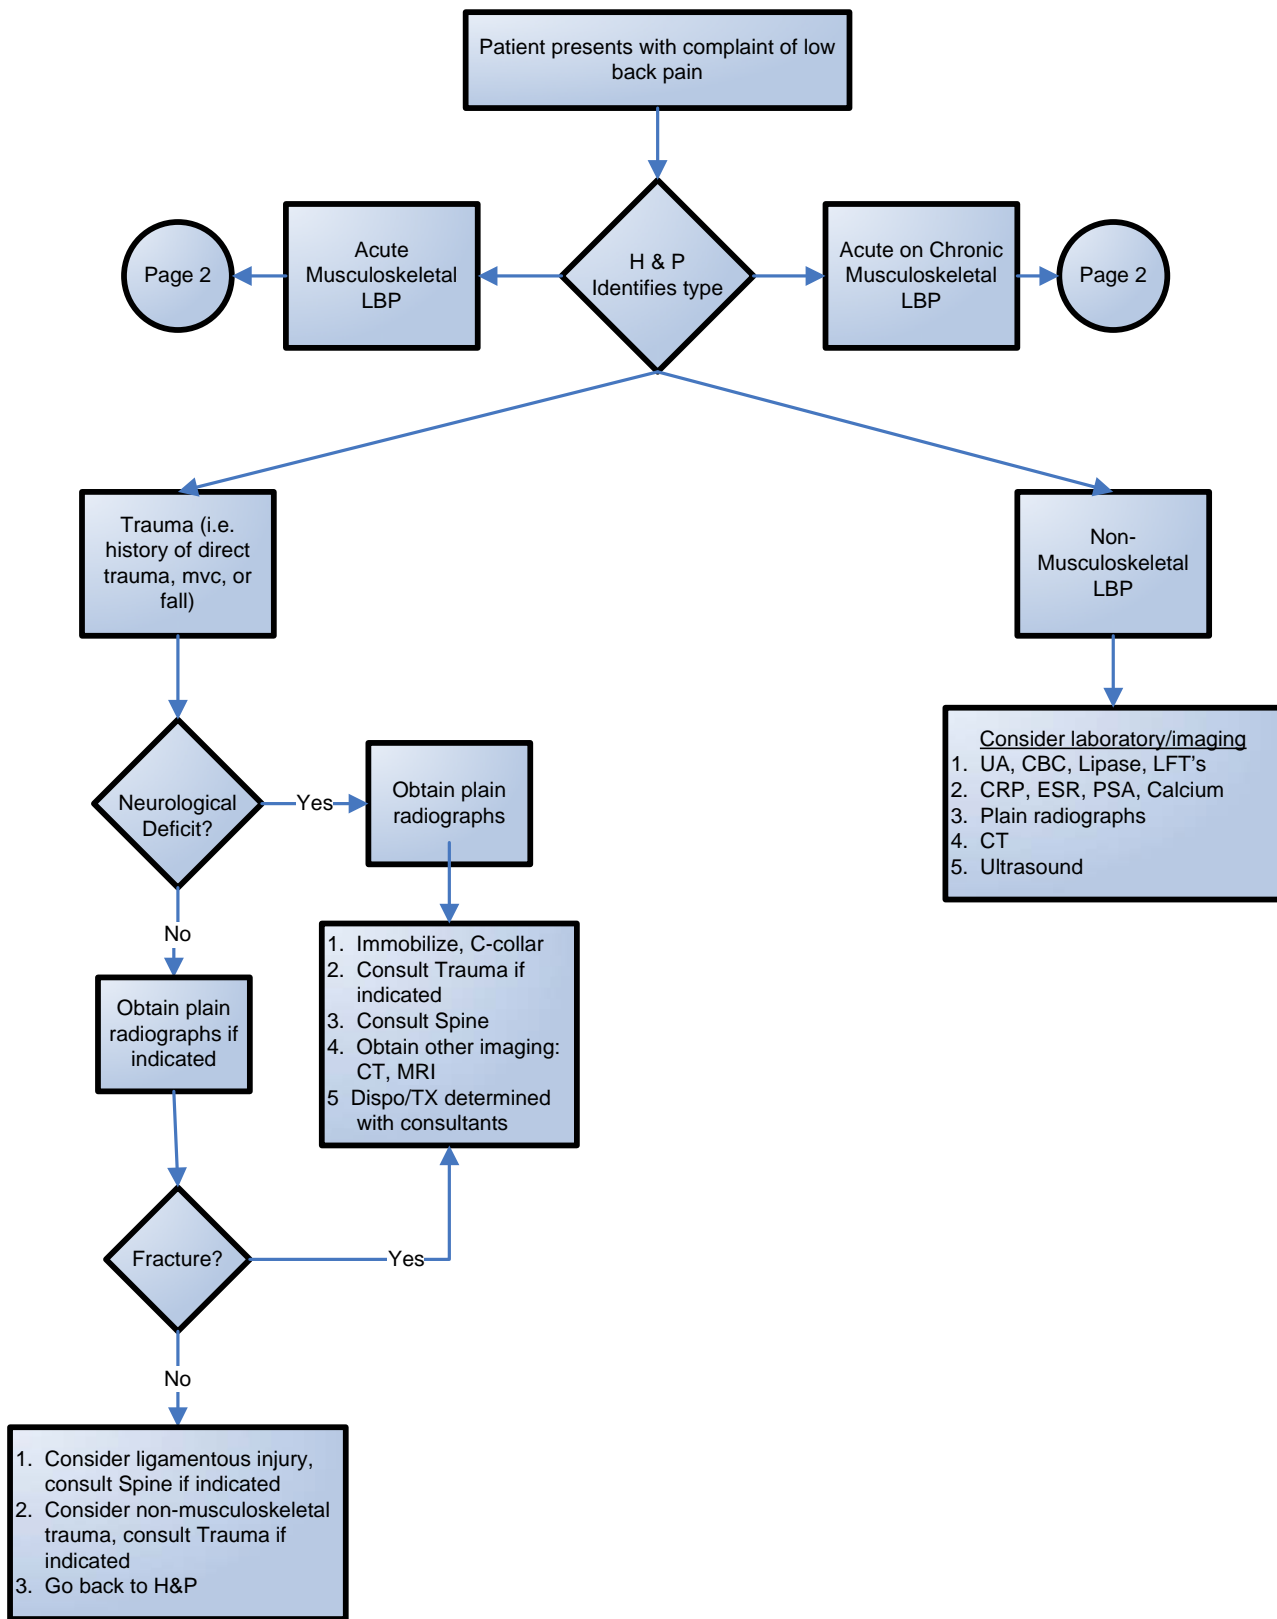 Patient presents with complaint of low
back pain
Page 2
Acute
Musculoskeletal
LBP
H & P
Identifies type
Acute on Chronic
Musculoskeletal
LBP
Page 2
Trauma (i.e.
history of direct
trauma, mvc, or
fall)
Non-
Musculoskeletal
LBP
Neurological
Deficit?
Yes
Obtain plain
radiographs
Consider laboratory/imaging
1. UA, CBC, Lipase, LFT's
2. CRP, ESR, PSA, Calcium
3. Plain radiographs
4. CT
5. Ultrasound
No
Obtain plain
radiographs if
indicated
1. Immobilize, C-collar
2. Consult Trauma if
indicated
3. Consult Spine
4. Obtain other imaging:
CT, MRI
5 Dispo/TX determined
with consultants
Fracture?
Yes
No
1. Consider ligamentous injury,
consult Spine if indicated
2. Consider non-musculoskeletal
trauma, consult Trauma if
indicated
3. Go back to H&P